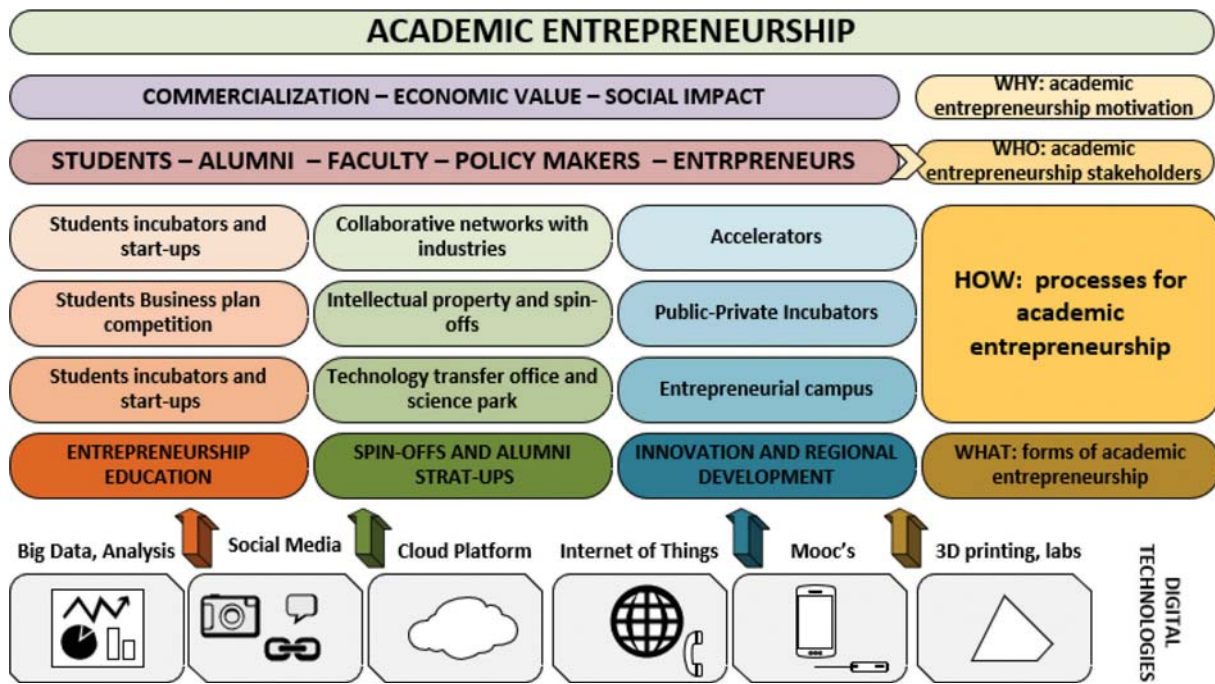 ACADEMIC ENTREPRENEURSHIP
COMMERCIALIZATION – ECONOMIC VALUE – SOCIAL IMPACT
WHY: academic
entrepreneurship motivation
STUDENTS – ALUMNI – FACULTY – POLICY MAKERS – ENTRPRENEURS
WHO: academic
entrepreneurship stakeholders
Students incubators and
start-ups
Collaborative networks with
industries
Accelerators
HOW: processes for
academic
entrepreneurship
Students Business plan
competition
Intellectual property and spin-
offs
Public-Private Incubators
Students incubators and
start-ups
Technology transfer office and
science park
Entrepreneurial campus
ENTREPRENEURSHIP
EDUCATION
SPIN-OFFS AND ALUMNI
STRAT-UPS
INNOVATION AND REGIONAL
DEVELOPMENT
WHAT: forms of academic
entrepreneurship
Big Data, Analysis
Social Media
Cloud Platform
Internet of Things
Mooc's
3D printing, labs
DIGITAL
TECHNOLOGIES